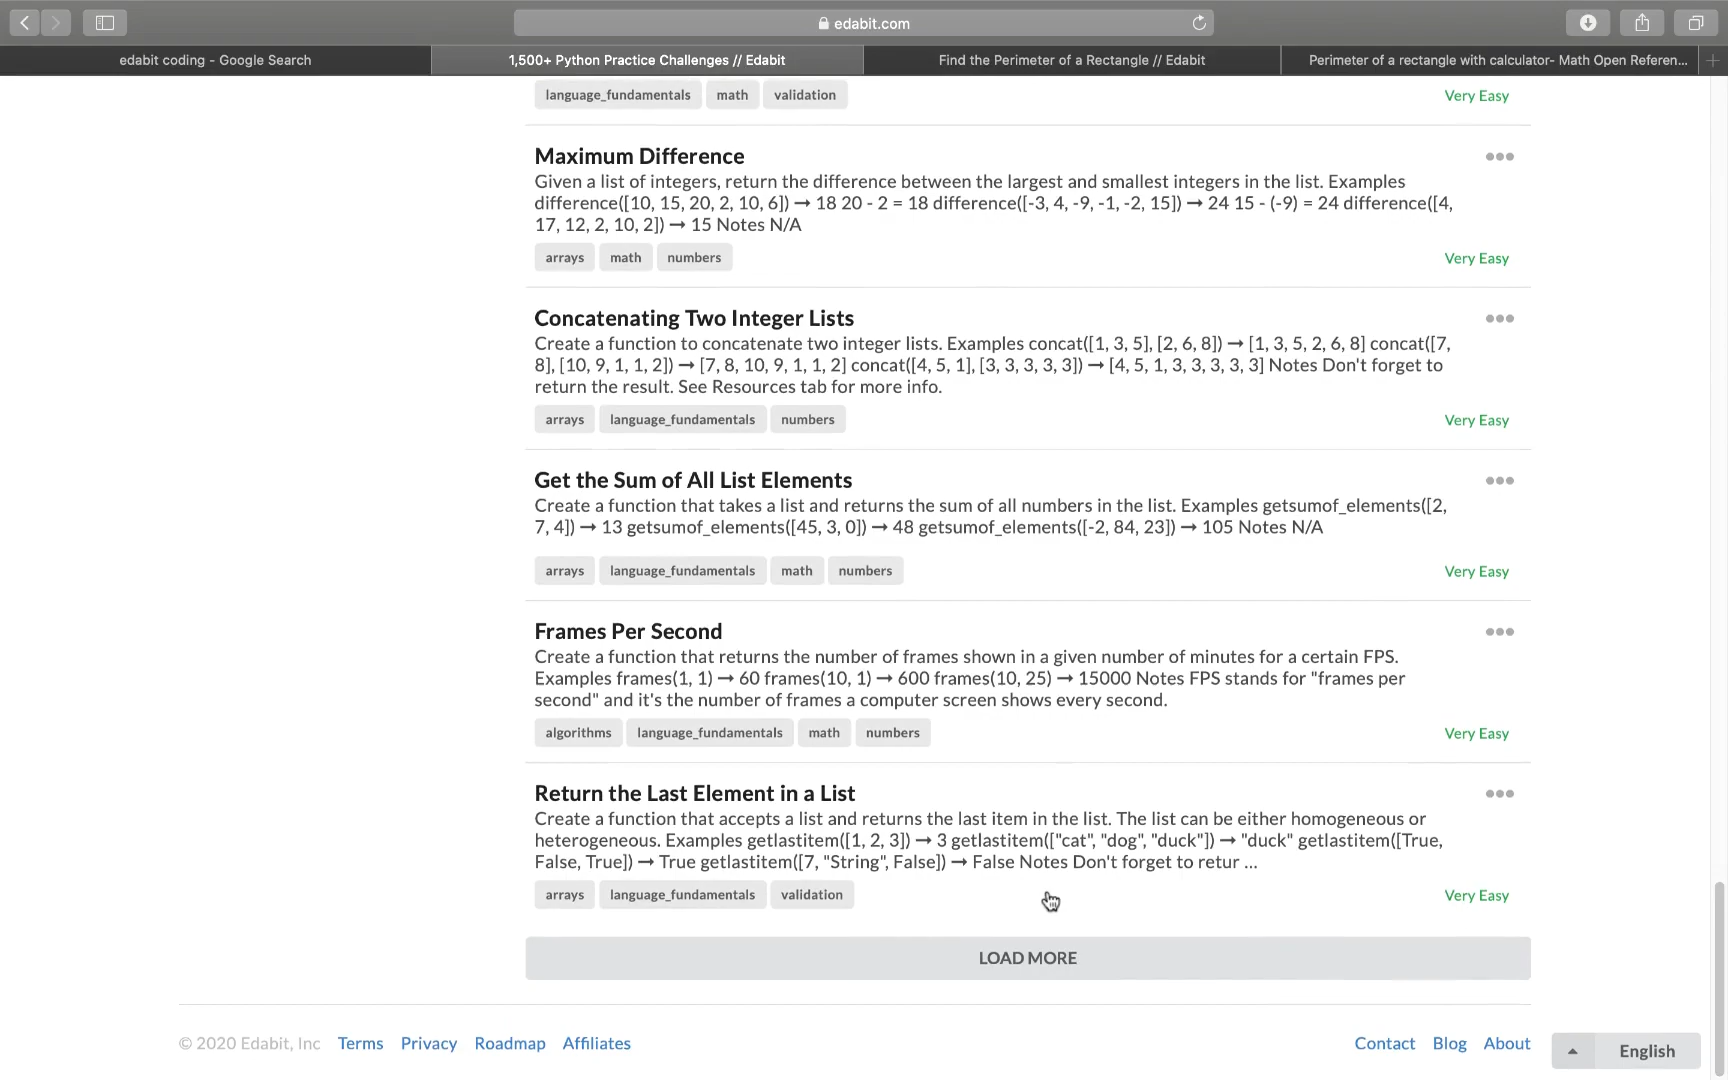 edabit.com
edabit coding - Google Search
1,500+ Python Practice Challenges // Edabit
Find the Perimeter of a Rectangle // Edabit
Perimeter of a rectangle with calculator- Math Open Referen...
language_fundamentals math validation
Very Easy
Maximum Difference
Given a list of integers, return the difference between the largest and smallest integers in the list. Examples
difference([10, 15, 20, 2, 10, 6]) → 18 20 - 2 = 18 difference([-3, 4, -9, -1, -2, 15]) → 24 15 - (-9) = 24 difference([4,
17, 12, 2, 10, 2]) → 15 Notes N/A
arrays math numbers
Very Easy
Concatenating Two Integer Lists
Create a function to concatenate two integer lists. Examples concat([1, 3, 5], [2, 6, 8]) → [1, 3, 5, 2, 6, 8] concat([7,
8], [10, 9, 1, 1, 2]) → [7, 8, 10, 9, 1, 1, 2] concat([4, 5, 1], [3, 3, 3, 3, 3]) → [4, 5, 1, 3, 3, 3, 3, 3] Notes Don't forget to
return the result. See Resources tab for more info.
arrays language_fundamentals numbers
Very Easy
Get the Sum of All List Elements
Create a function that takes a list and returns the sum of all numbers in the list. Examples getsumof_elements([2,
7, 4]) → 13 getsumof_elements([45, 3, 0]) → 48 getsumof_elements([-2, 84, 23]) → 105 Notes N/A
arrays language_fundamentals math numbers
Very Easy
Frames Per Second
Create a function that returns the number of frames shown in a given number of minutes for a certain FPS.
Examples frames(1, 1) → 60 frames(10, 1) → 600 frames(10, 25) → 15000 Notes FPS stands for "frames per
second" and it's the number of frames a computer screen shows every second.
algorithms language_fundamentals math numbers
Very Easy
Return the Last Element in a List
Create a function that accepts a list and returns the last item in the list. The list can be either homogeneous or
heterogeneous. Examples getlastitem([1, 2, 3]) → 3 getlastitem(["cat", "dog", "duck"]) → "duck" getlastitem([True,
False, True]) → True getlastitem([7, "String", False]) → False Notes Don't forget to retur ...
arrays language_fundamentals validation
Very Easy
LOAD MORE
© 2020 Edabit, Inc Terms Privacy Roadmap Affiliates
Contact Blog About
English